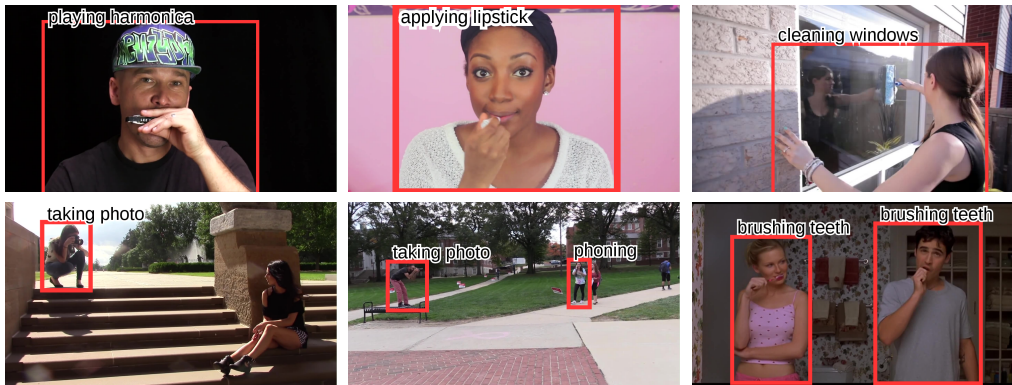 playing harmonica
applying lipstick
cleaning windows
taking photo
taking photo
phoning
brushing teeth
brushing teeth